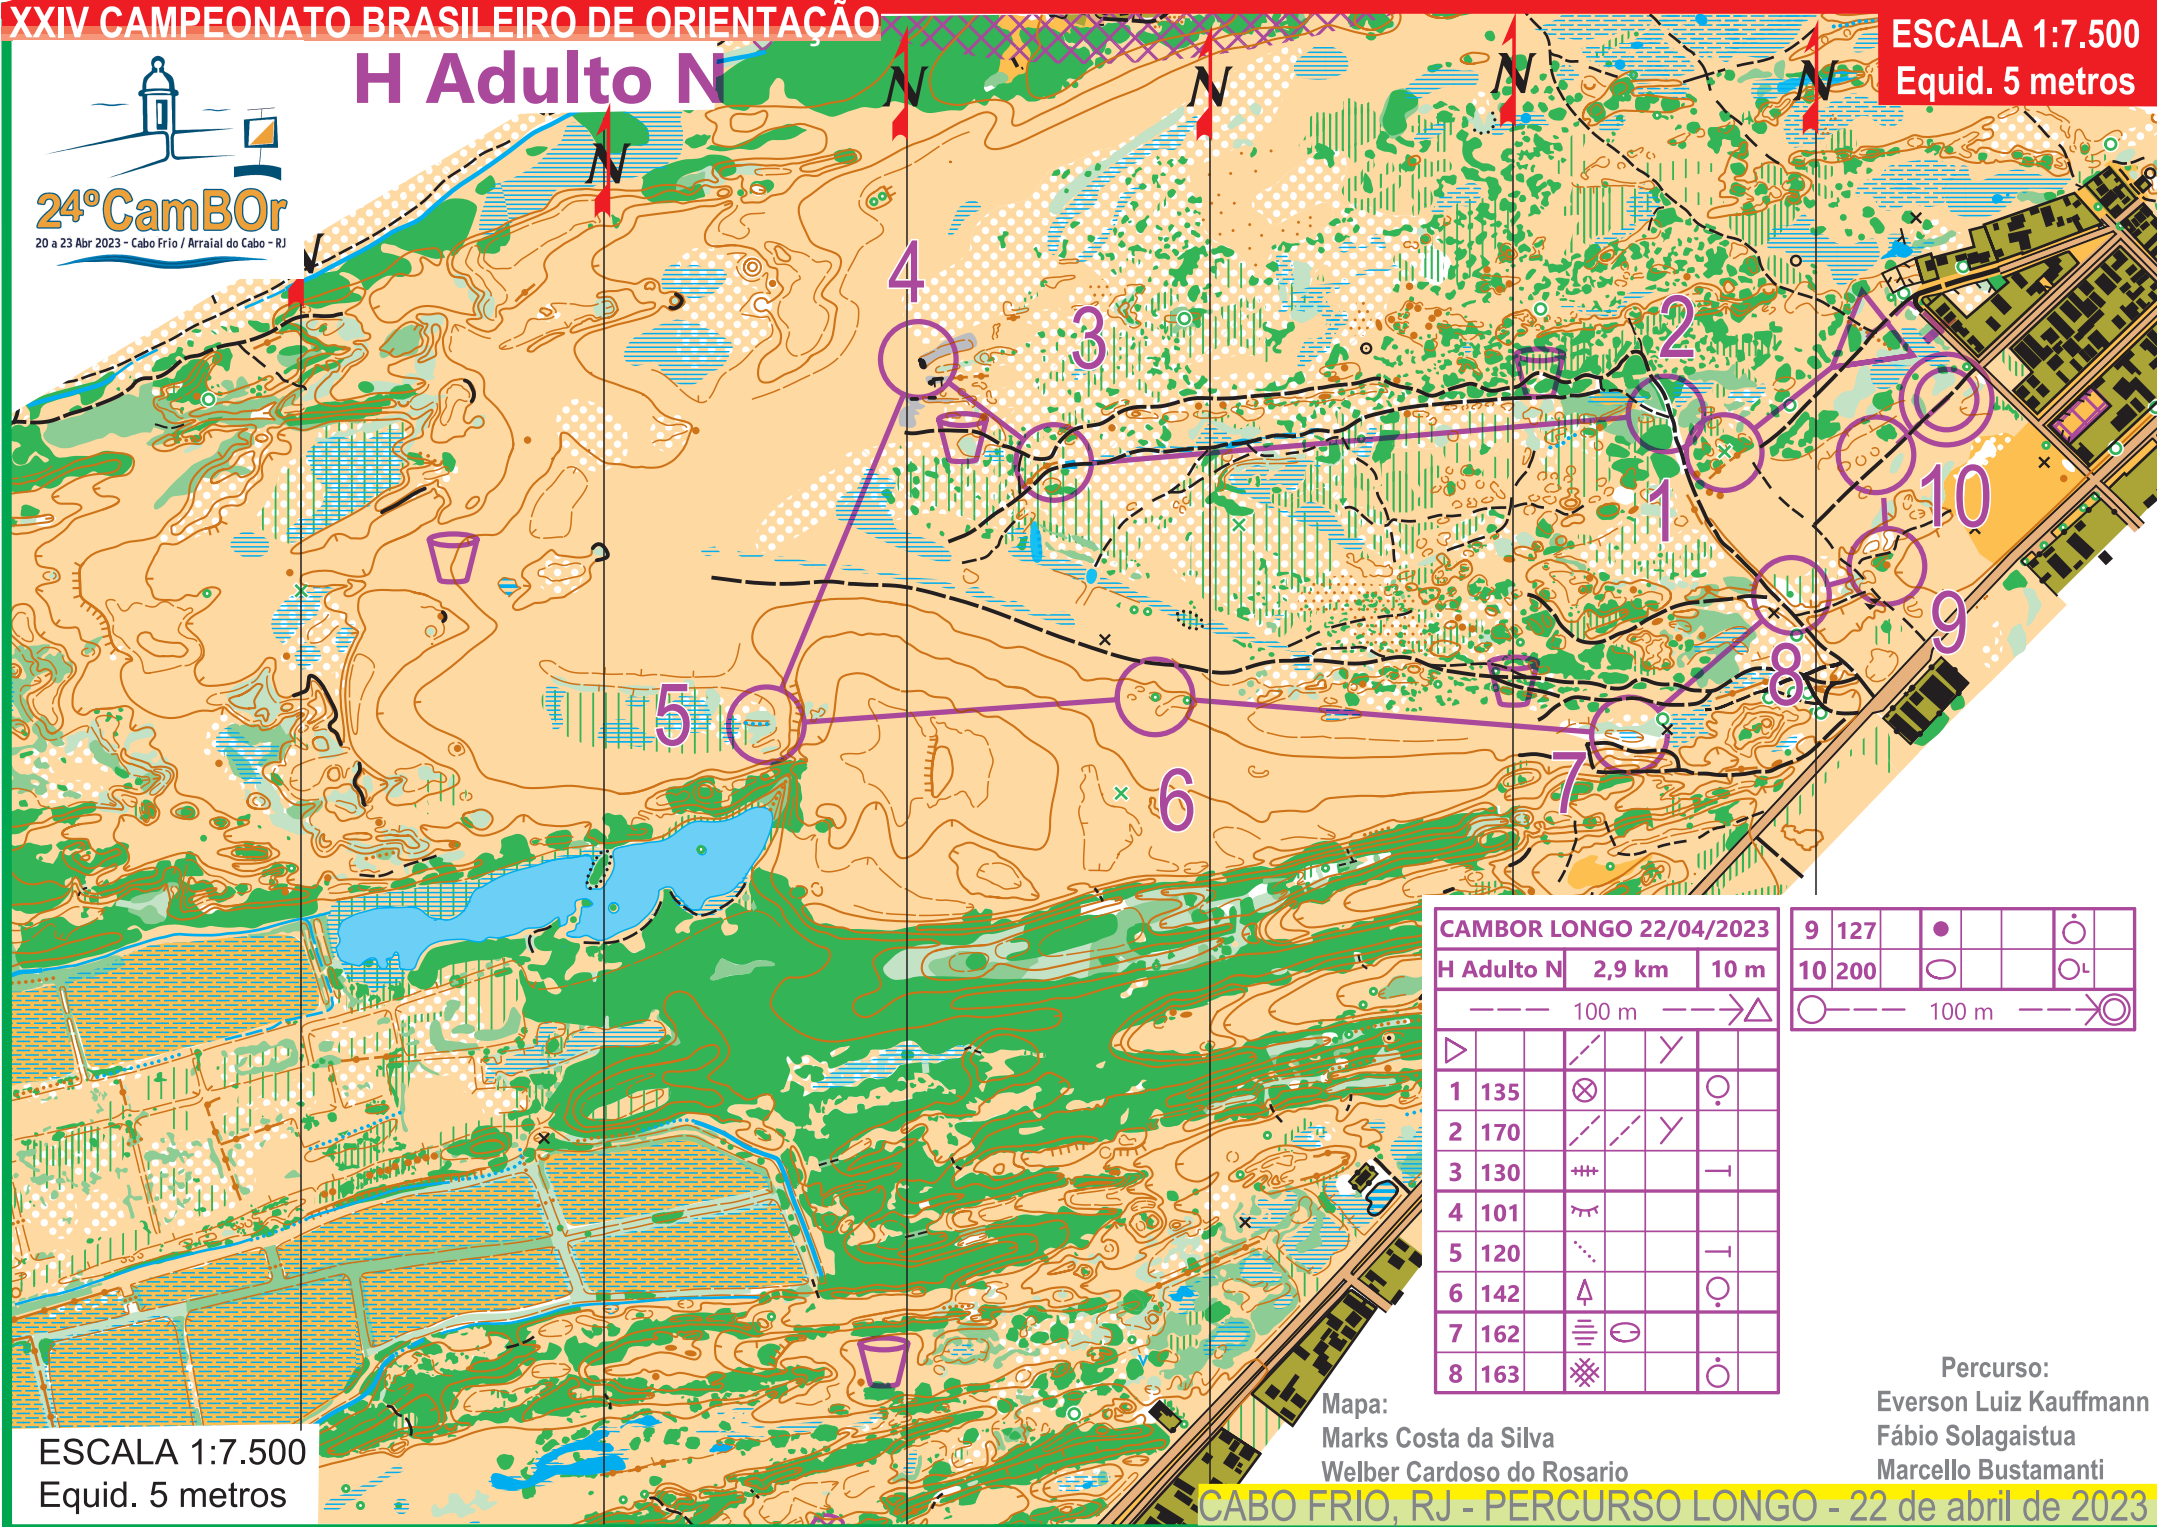 XXIV CAMPEONATO BRASILEIRO DE ORIENTAÇÃO
H Adulto N
ESCALA 1:7.500
Equid. 5 metros
24º CamBOr
20 a 23 Abr 2023 - Cabo Frio / Arraial do Cabo - RJ
N
N
N
N
N
N
4
3
2
1
10
9
5
8
7
6
CAMBOR LONGO 22/04/2023
H Adulto N 2,9 km 10 m
100 m
1 135
2 170
3 130
4 101
5 120
6 142
7 162
8 163
9 127
10 200
100 m
Mapa:
Marks Costa da Silva
Welber Cardoso do Rosario
Percurso:
Everson Luiz Kauffmann
Fábio Solagaistua
Marcello Bustamanti
ESCALA 1:7.500
Equid. 5 metros
CABO FRIO, RJ - PERCURSO LONGO - 22 de abril de 2023